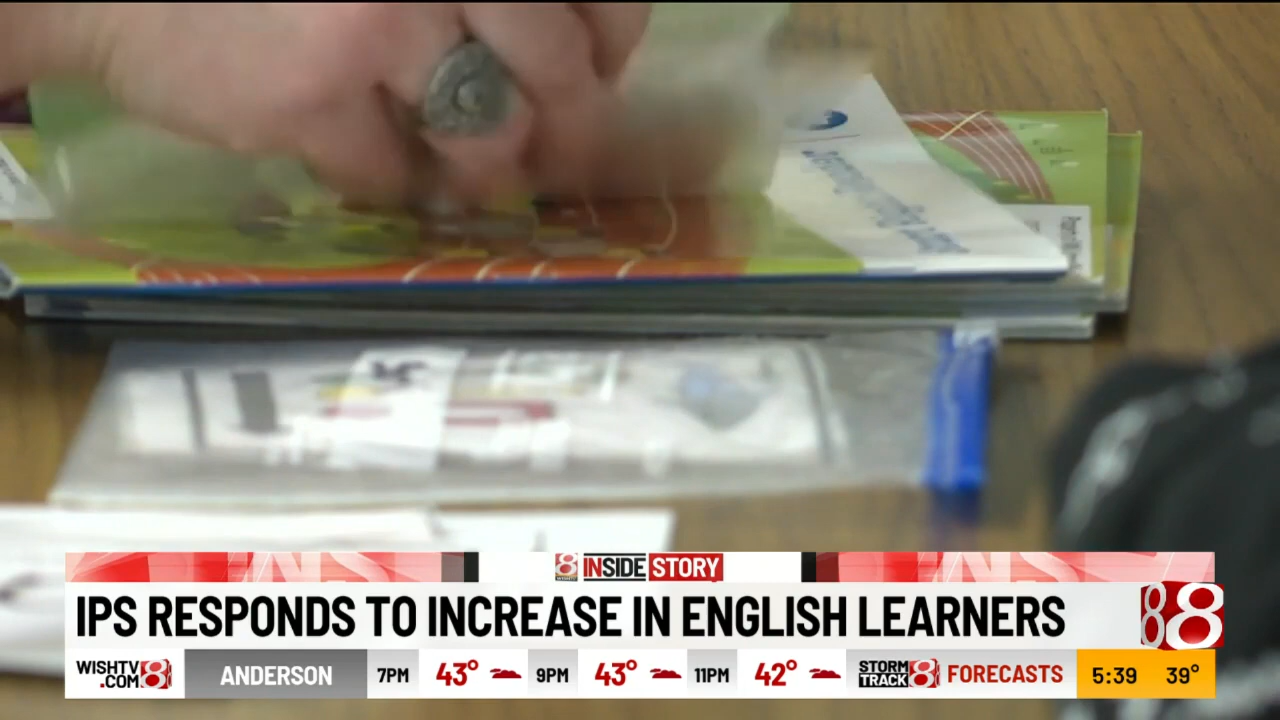 8 INSIDE STORY
IPS RESPONDS TO INCREASE IN ENGLISH LEARNERS
88
WISHTV
.COM 8
ANDERSON
7PM 43° 9PM 43° 11PM 42°
STORM
TRACK 8
FORECASTS
5:39 39°